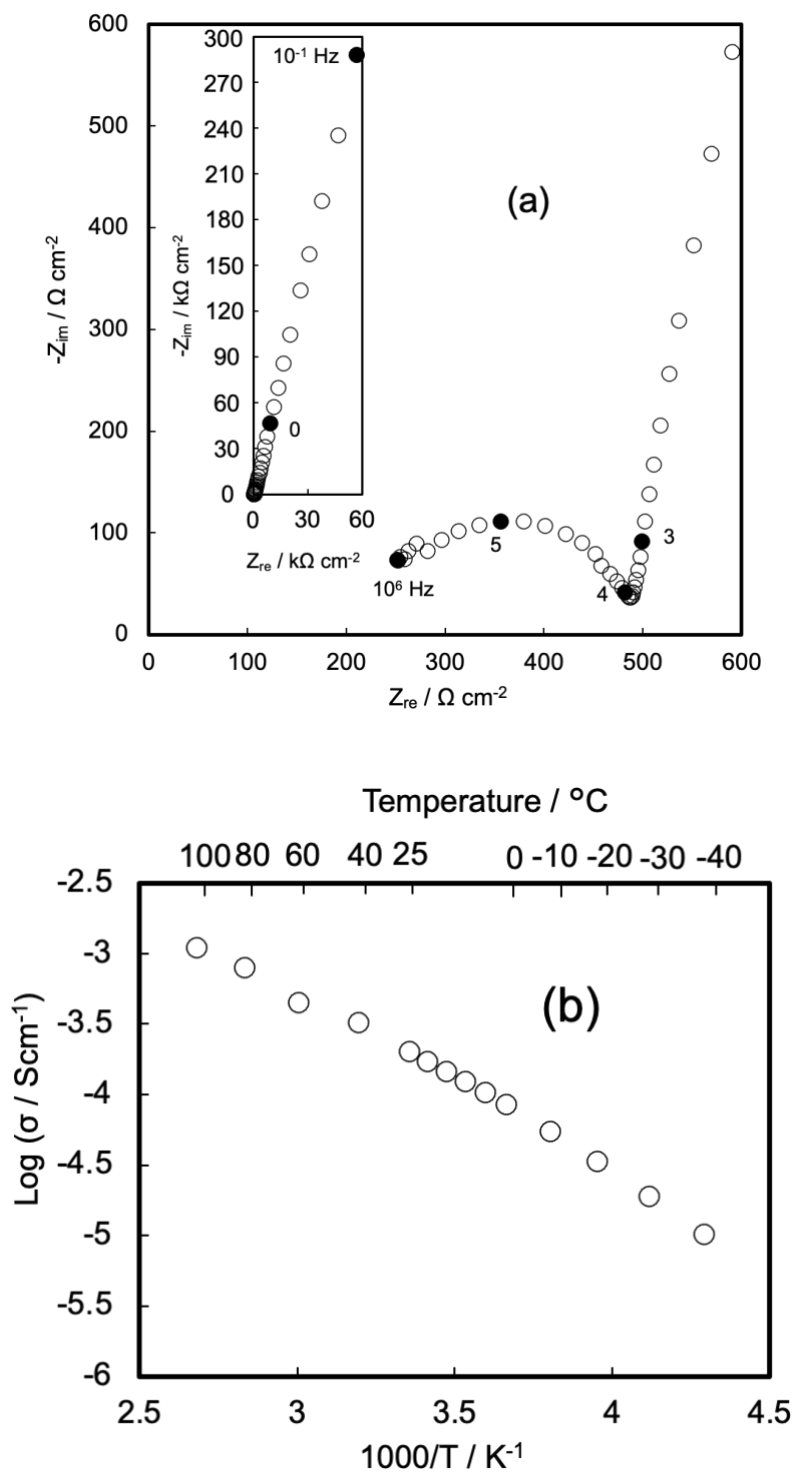 600
500
400
300
200
100
0
-Z_im / Ω cm⁻²
300
270
240
210
180
150
120
90
60
30
0
-Z_im / kΩ cm⁻²
10⁻¹ Hz
0
0 30 60
Z_re / kΩ cm⁻²
(a)
10⁶ Hz
5
4
3
0 100 200 300 400 500 600
Z_re / Ω cm⁻²
Temperature / °C
100 80 60 40 25 0 -10 -20 -30 -40
-2.5
-3
-3.5
-4
-4.5
-5
-5.5
-6
Log (σ / Scm⁻¹)
(b)
2.5 3 3.5 4 4.5
1000/T / K⁻¹